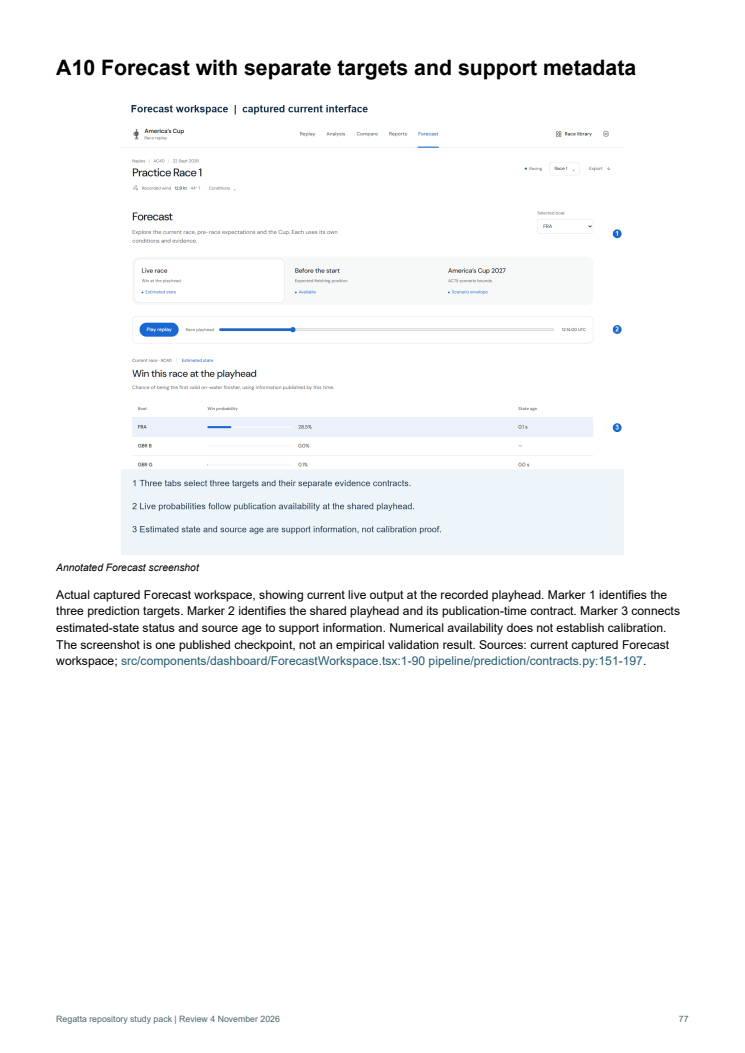 A10 Forecast with separate targets and support metadata
Forecast workspace | captured current interface
America's Cup
Race replay
Replay Analysis Compare Reports Forecast
Race library
Naples / AC40 / 22 Sept 2026
Practice Race 1
Racing Race 1 Export ↓
Recorded wind 12.9 kt 44° T Conditions
Forecast
Explore the current race, pre-race expectations and the Cup. Each uses its own
conditions and evidence.
Selected boat
FRA
1
Live race
Win at the playhead
Estimated state
Before the start
Expected finishing position
Available
America's Cup 2027
AC75 scenario bounds
Scenario envelope
Play replay Race playhead 12:14:00 UTC
2
Current race · AC40 | Estimated state
Win this race at the playhead
Chance of being the first valid on-water finisher, using information published by this time.
Boat Win probability State age
FRA 28.5% 0.1 s
3
GBR B 0.0% —
GBR G 0.1% 0.0 s
1 Three tabs select three targets and their separate evidence contracts.
2 Live probabilities follow publication availability at the shared playhead.
3 Estimated state and source age are support information, not calibration proof.
Annotated Forecast screenshot
Actual captured Forecast workspace, showing current live output at the recorded playhead. Marker 1 identifies the
three prediction targets. Marker 2 identifies the shared playhead and its publication-time contract. Marker 3 connects
estimated-state status and source age to support information. Numerical availability does not establish calibration.
The screenshot is one published checkpoint, not an empirical validation result. Sources: current captured Forecast
workspace; src/components/dashboard/ForecastWorkspace.tsx:1-90 pipeline/prediction/contracts.py:151-197.
Regatta repository study pack | Review 4 November 2026
77